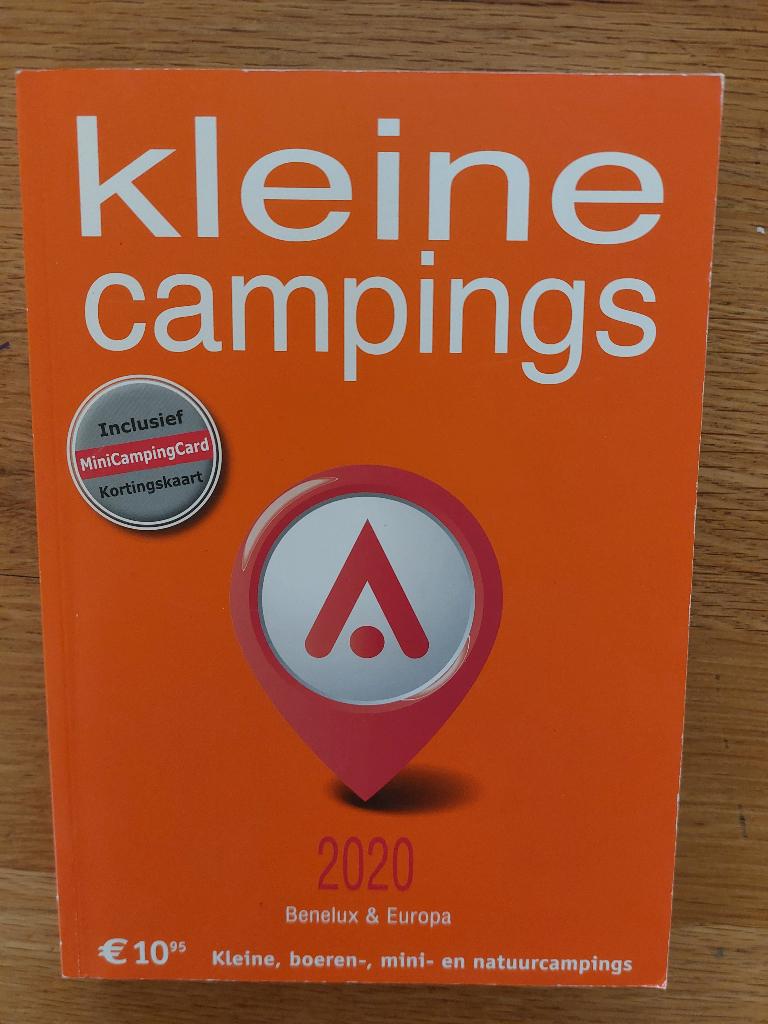 kleine
campings
Inclusief
MiniCampingCard
Kortingskaart
2020
Benelux & Europa
€ 10⁹⁵ Kleine, boeren-, mini- en natuurcampings